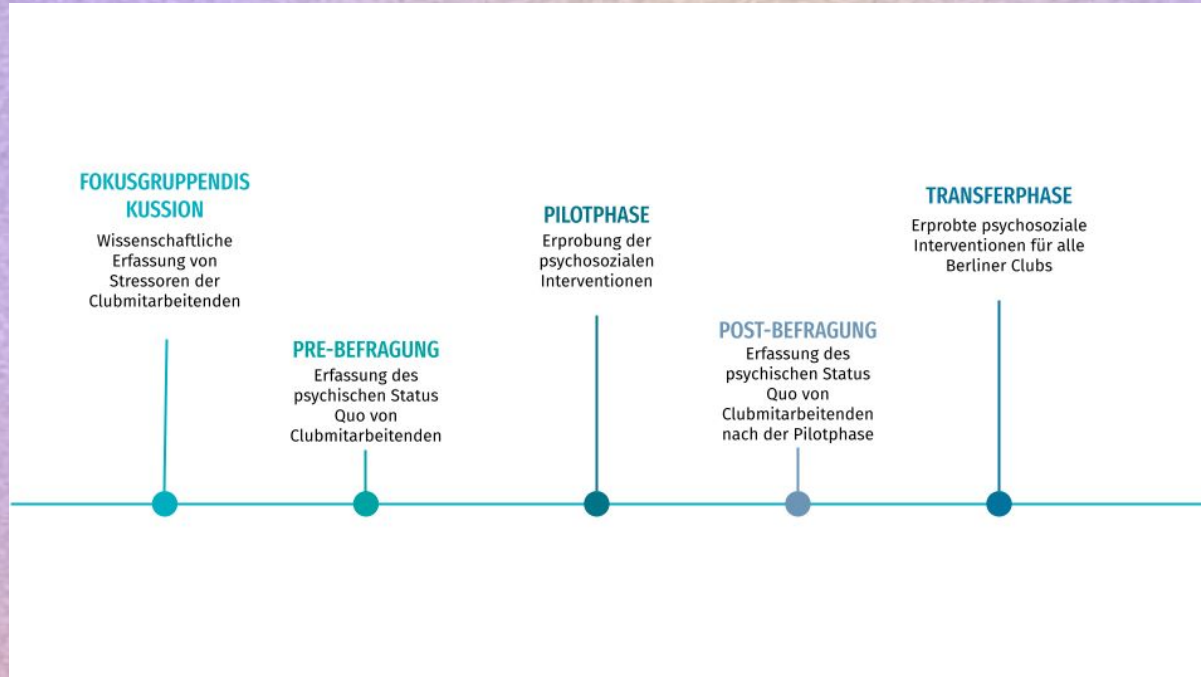 FOKUSGRUPPENDIS
KUSSION
Wissenschaftliche
Erfassung von
Stressoren der
Clubmitarbeitenden
PRE-BEFRAGUNG
Erfassung des
psychischen Status
Quo von
Clubmitarbeitenden
PILOTPHASE
Erprobung der
psychosozialen
Interventionen
POST-BEFRAGUNG
Erfassung des
psychischen Status
Quo von
Clubmitarbeitenden
nach der Pilotphase
TRANSFERPHASE
Erprobte psychosoziale
Interventionen für alle
Berliner Clubs